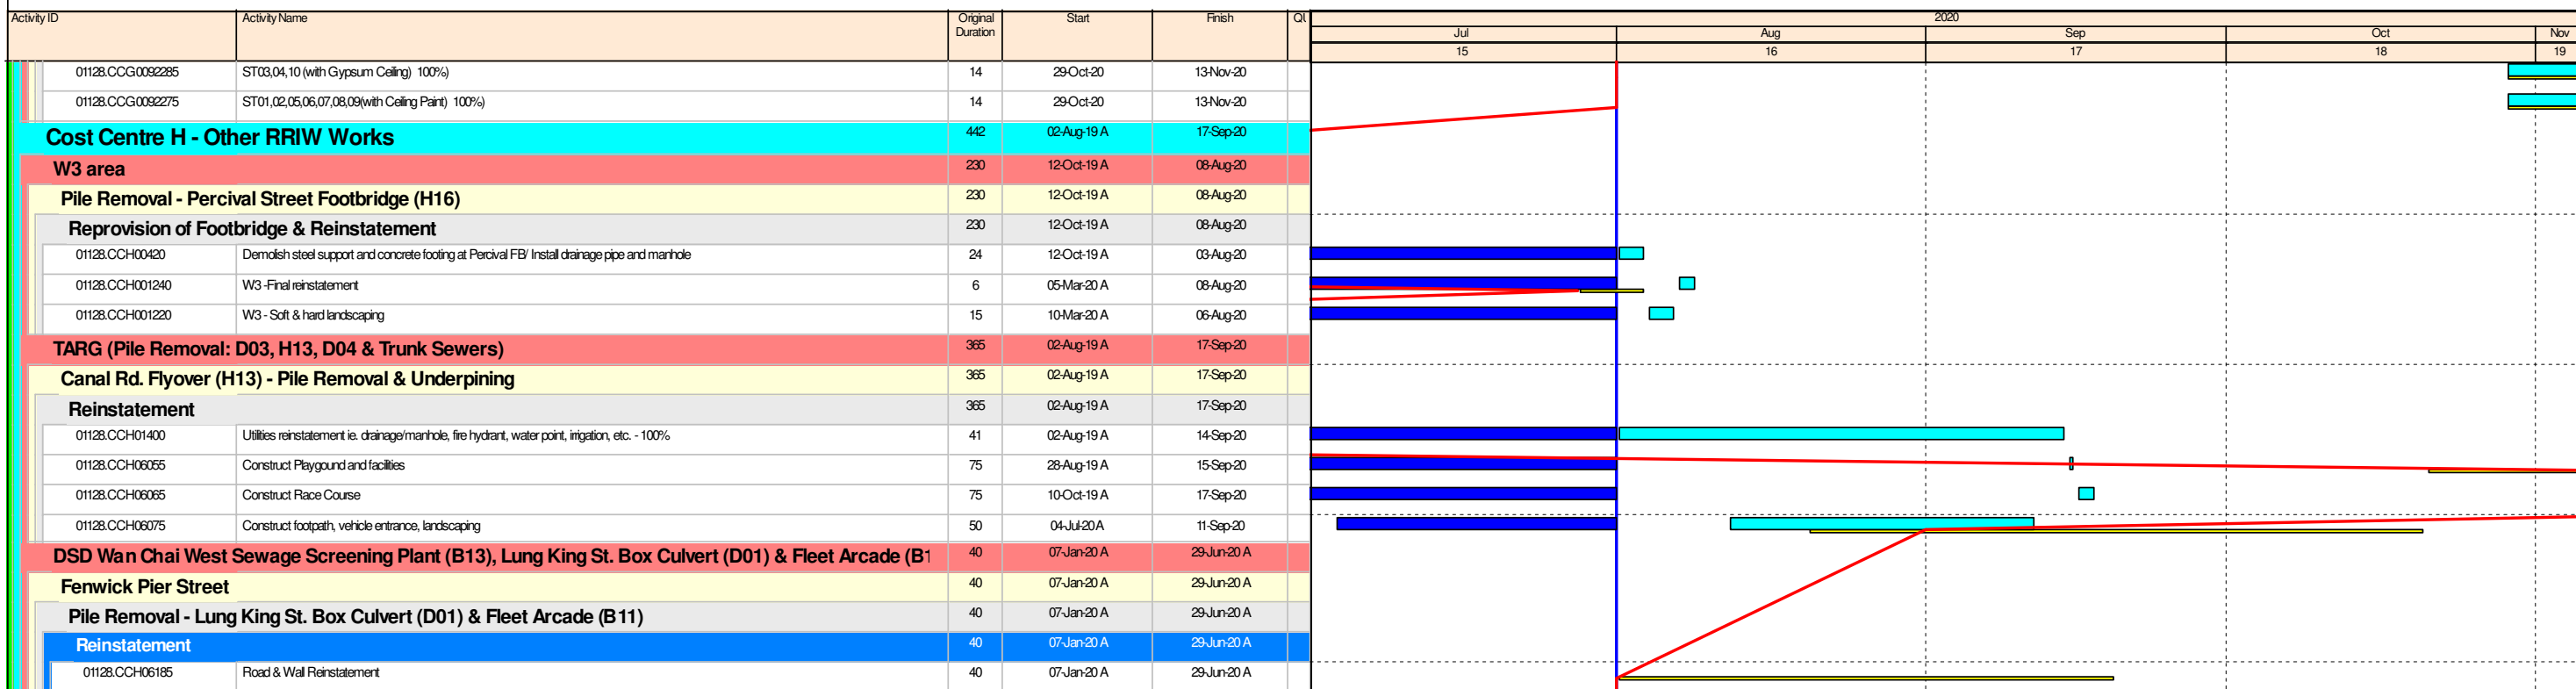 Activity ID Activity Name Original Duration Start Finish QU 2020
Jul Aug Sep Oct Nov
15 16 17 18 19
01128.CCG0092285 ST03,04,10 (with Gypsum Ceiling) 100%) 14 29-Oct-20 13-Nov-20
01128.CCG0092275 ST01,02,05,06,07,08,09(with Ceiling Paint) 100%) 14 29-Oct-20 13-Nov-20
Cost Centre H - Other RRIW Works 442 02-Aug-19 A 17-Sep-20
W3 area 230 12-Oct-19 A 08-Aug-20
Pile Removal - Percival Street Footbridge (H16) 230 12-Oct-19 A 08-Aug-20
Reprovision of Footbridge & Reinstatement 230 12-Oct-19 A 08-Aug-20
01128.CCH00420 Demolish steel support and concrete footing at Percival FB/ Install drainage pipe and manhole 24 12-Oct-19 A 03-Aug-20
01128.CCH001240 W3 -Final reinstatement 6 05-Mar-20 A 08-Aug-20
01128.CCH001220 W3 - Soft & hard landscaping 15 10-Mar-20 A 06-Aug-20
TARG (Pile Removal: D03, H13, D04 & Trunk Sewers) 365 02-Aug-19 A 17-Sep-20
Canal Rd. Flyover (H13) - Pile Removal & Underpining 365 02-Aug-19 A 17-Sep-20
Reinstatement 365 02-Aug-19 A 17-Sep-20
01128.CCH01400 Utilities reinstatement ie. drainage/manhole, fire hydrant, water point, irrigation, etc. - 100% 41 02-Aug-19 A 14-Sep-20
01128.CCH06055 Construct Playgound and facilities 75 28-Aug-19 A 15-Sep-20
01128.CCH06065 Construct Race Course 75 10-Oct-19 A 17-Sep-20
01128.CCH06075 Construct footpath, vehicle entrance, landscaping 50 04-Jul-20 A 11-Sep-20
DSD Wan Chai West Sewage Screening Plant (B13), Lung King St. Box Culvert (D01) & Fleet Arcade (B1 40 07-Jan-20 A 29-Jun-20 A
Fenwick Pier Street 40 07-Jan-20 A 29-Jun-20 A
Pile Removal - Lung King St. Box Culvert (D01) & Fleet Arcade (B11) 40 07-Jan-20 A 29-Jun-20 A
Reinstatement 40 07-Jan-20 A 29-Jun-20 A
01128.CCH06185 Road & Wall Reinstatement 40 07-Jan-20 A 29-Jun-20 A